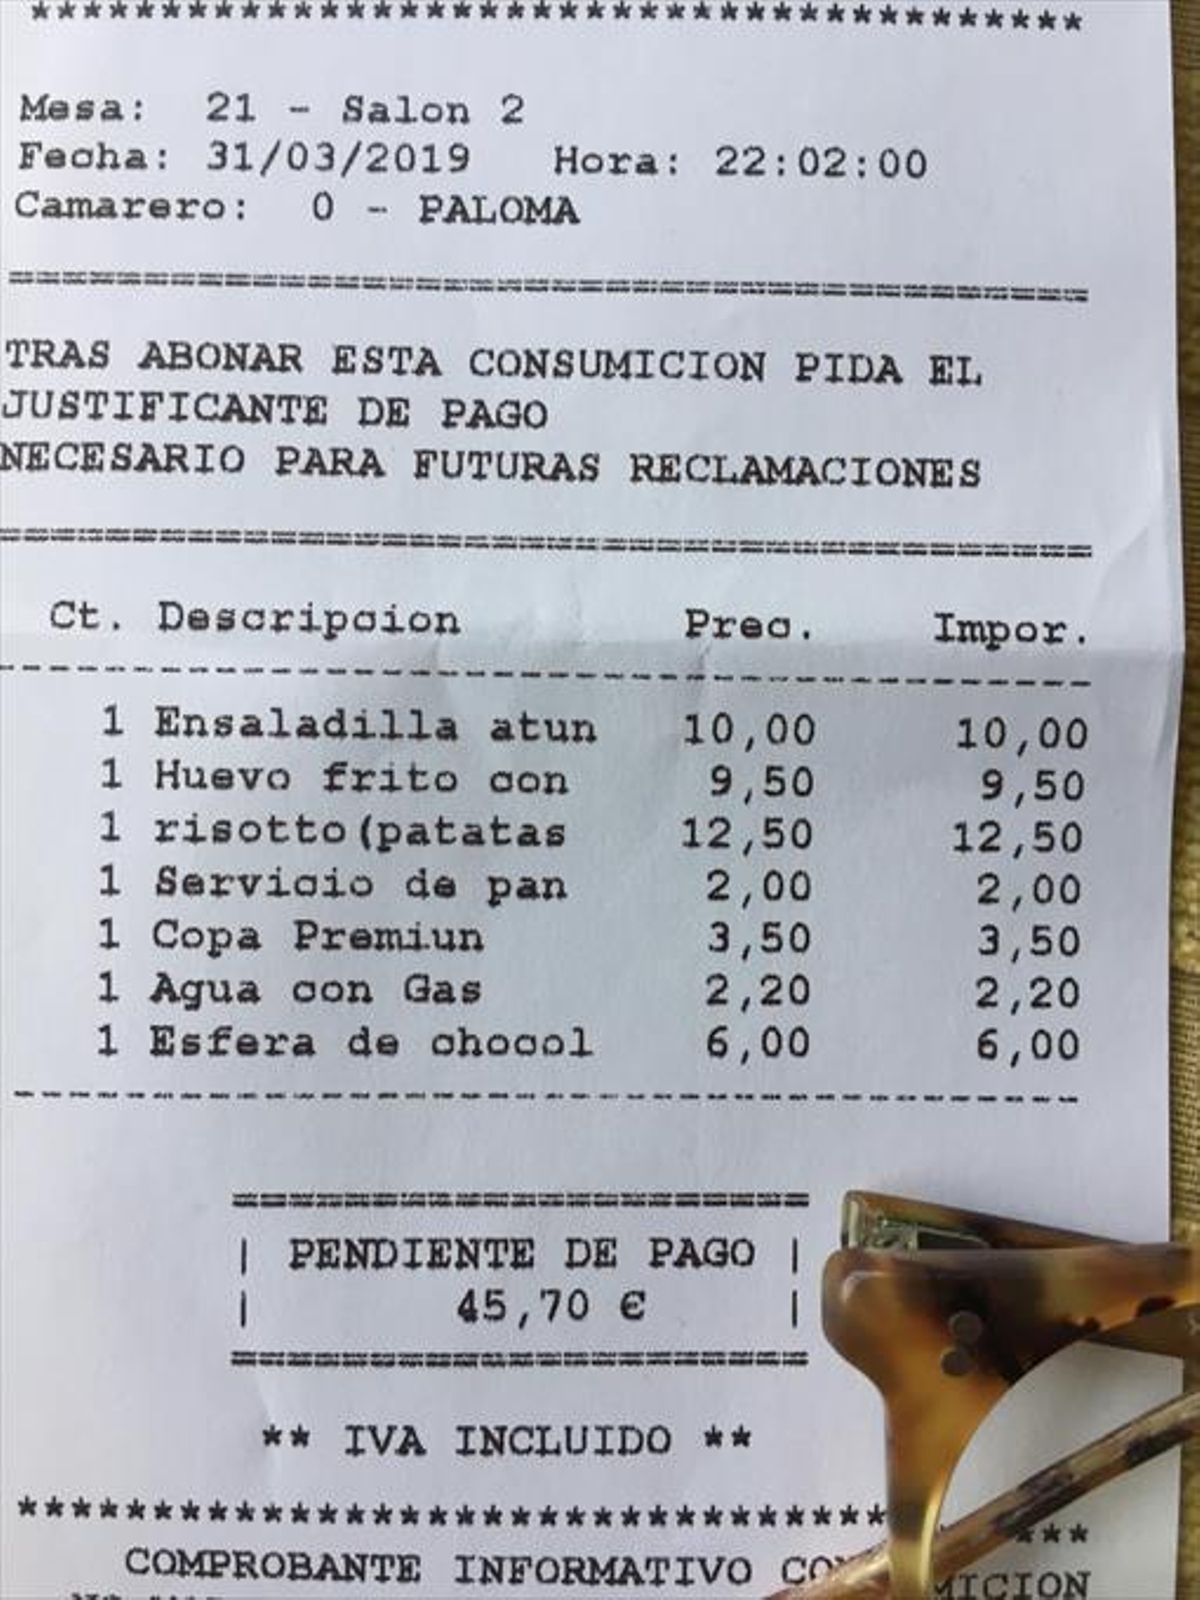 ****************************************
Mesa: 21 - Salon 2
Fecha: 31/03/2019 Hora: 22:02:00
Camarero: 0 - PALOMA
========================================
TRAS ABONAR ESTA CONSUMICION PIDA EL
JUSTIFICANTE DE PAGO
NECESARIO PARA FUTURAS RECLAMACIONES
========================================
Ct. Descripcion Prec. Impor.
----------------------------------------
1 Ensaladilla atun 10,00 10,00
1 Huevo frito con 9,50 9,50
1 risotto(patatas 12,50 12,50
1 Servicio de pan 2,00 2,00
1 Copa Premiun 3,50 3,50
1 Agua con Gas 2,20 2,20
1 Esfera de chocol 6,00 6,00
----------------------------------------
=====================
| PENDIENTE DE PAGO |
| 45,70 € |
=====================
** IVA INCLUIDO **
****************************************
COMPROBANTE INFORMATIVO